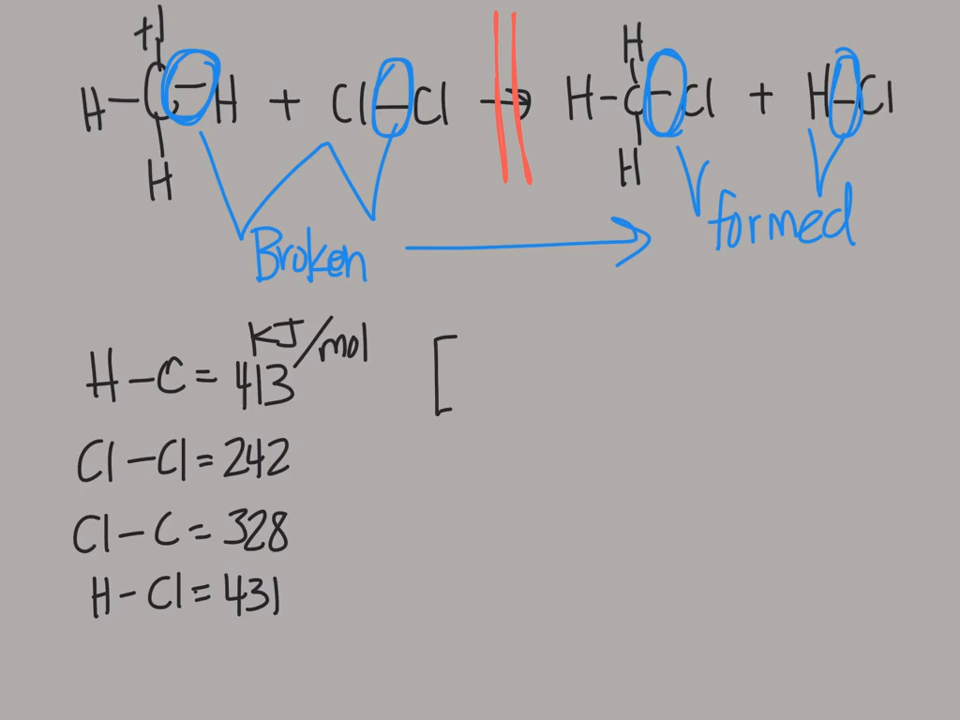 H H
H-C-H + Cl-Cl → H-C-Cl + H-Cl
H H
Broken → formed
KJ/mol
H-C = 413 [
Cl-Cl = 242
Cl-C = 328
H-Cl = 431